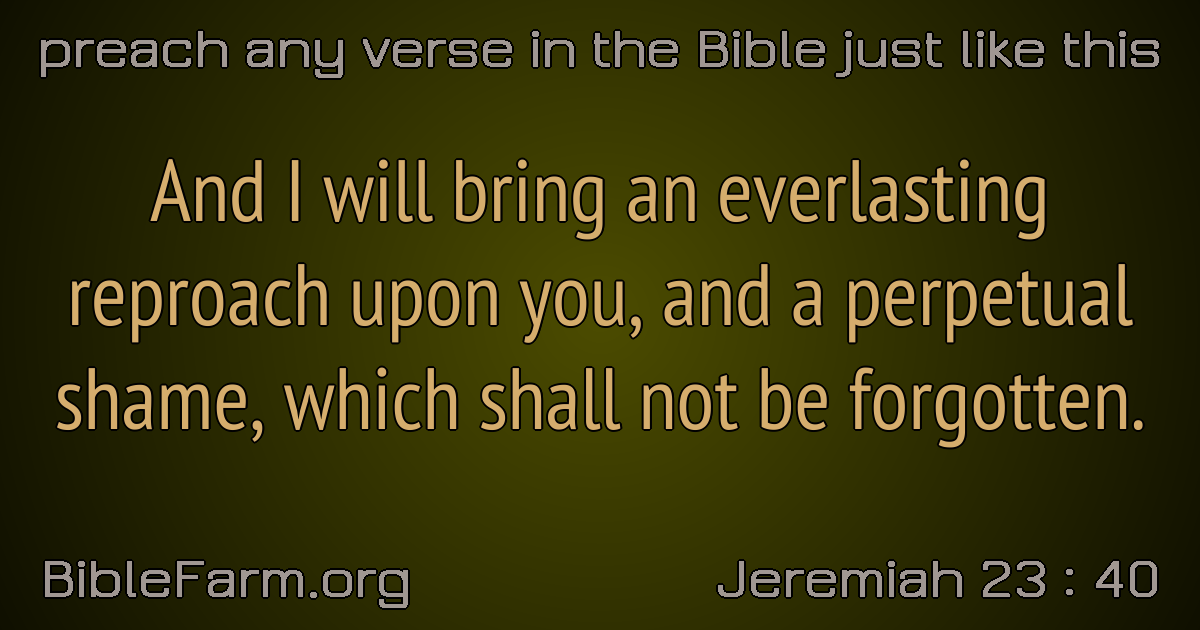 preach any verse in the Bible just like this
And I will bring an everlasting
reproach upon you, and a perpetual
shame, which shall not be forgotten.
BibleFarm.org
Jeremiah 23 : 40